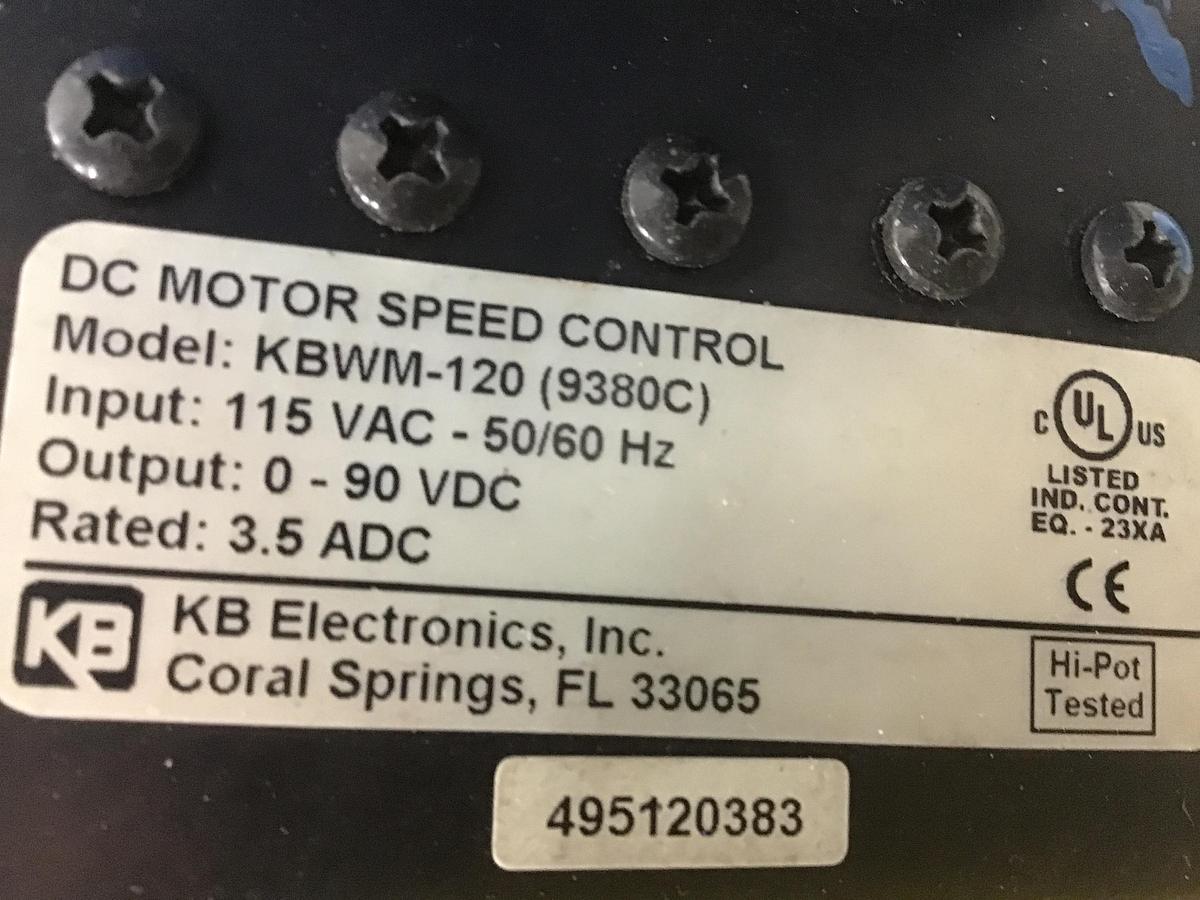 DC MOTOR SPEED CONTROL
Model: KBWM-120 (9380C)
Input: 115 VAC - 50/60 Hz
Output: 0 - 90 VDC
Rated: 3.5 ADC
C UL US
LISTED
IND. CONT.
EQ. - 23XA
CE
KB
KB Electronics, Inc.
Coral Springs, FL 33065
Hi-Pot
Tested
495120383